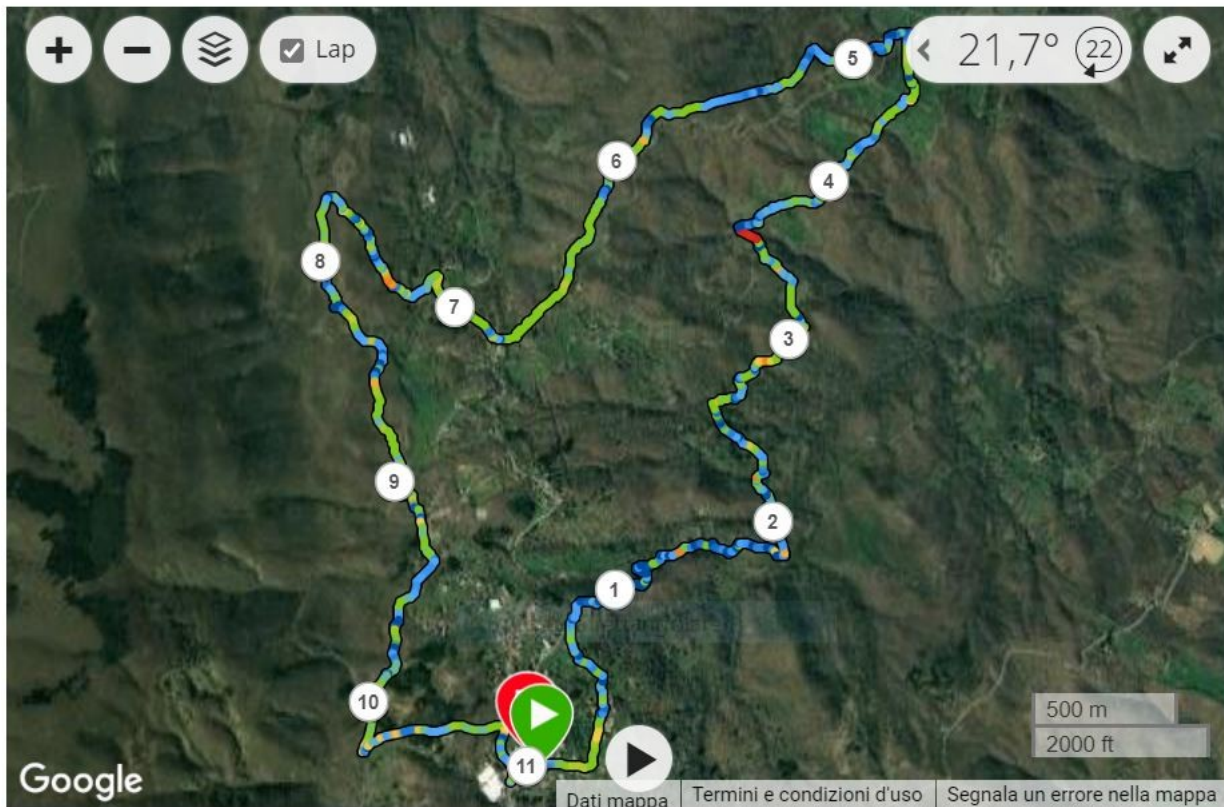 + − Lap
21,7° 22
5
6
4
8
7
3
9
2
1
10
11
500 m
2000 ft
Google
Dati mappa Termini e condizioni d'uso Segnala un errore nella mappa